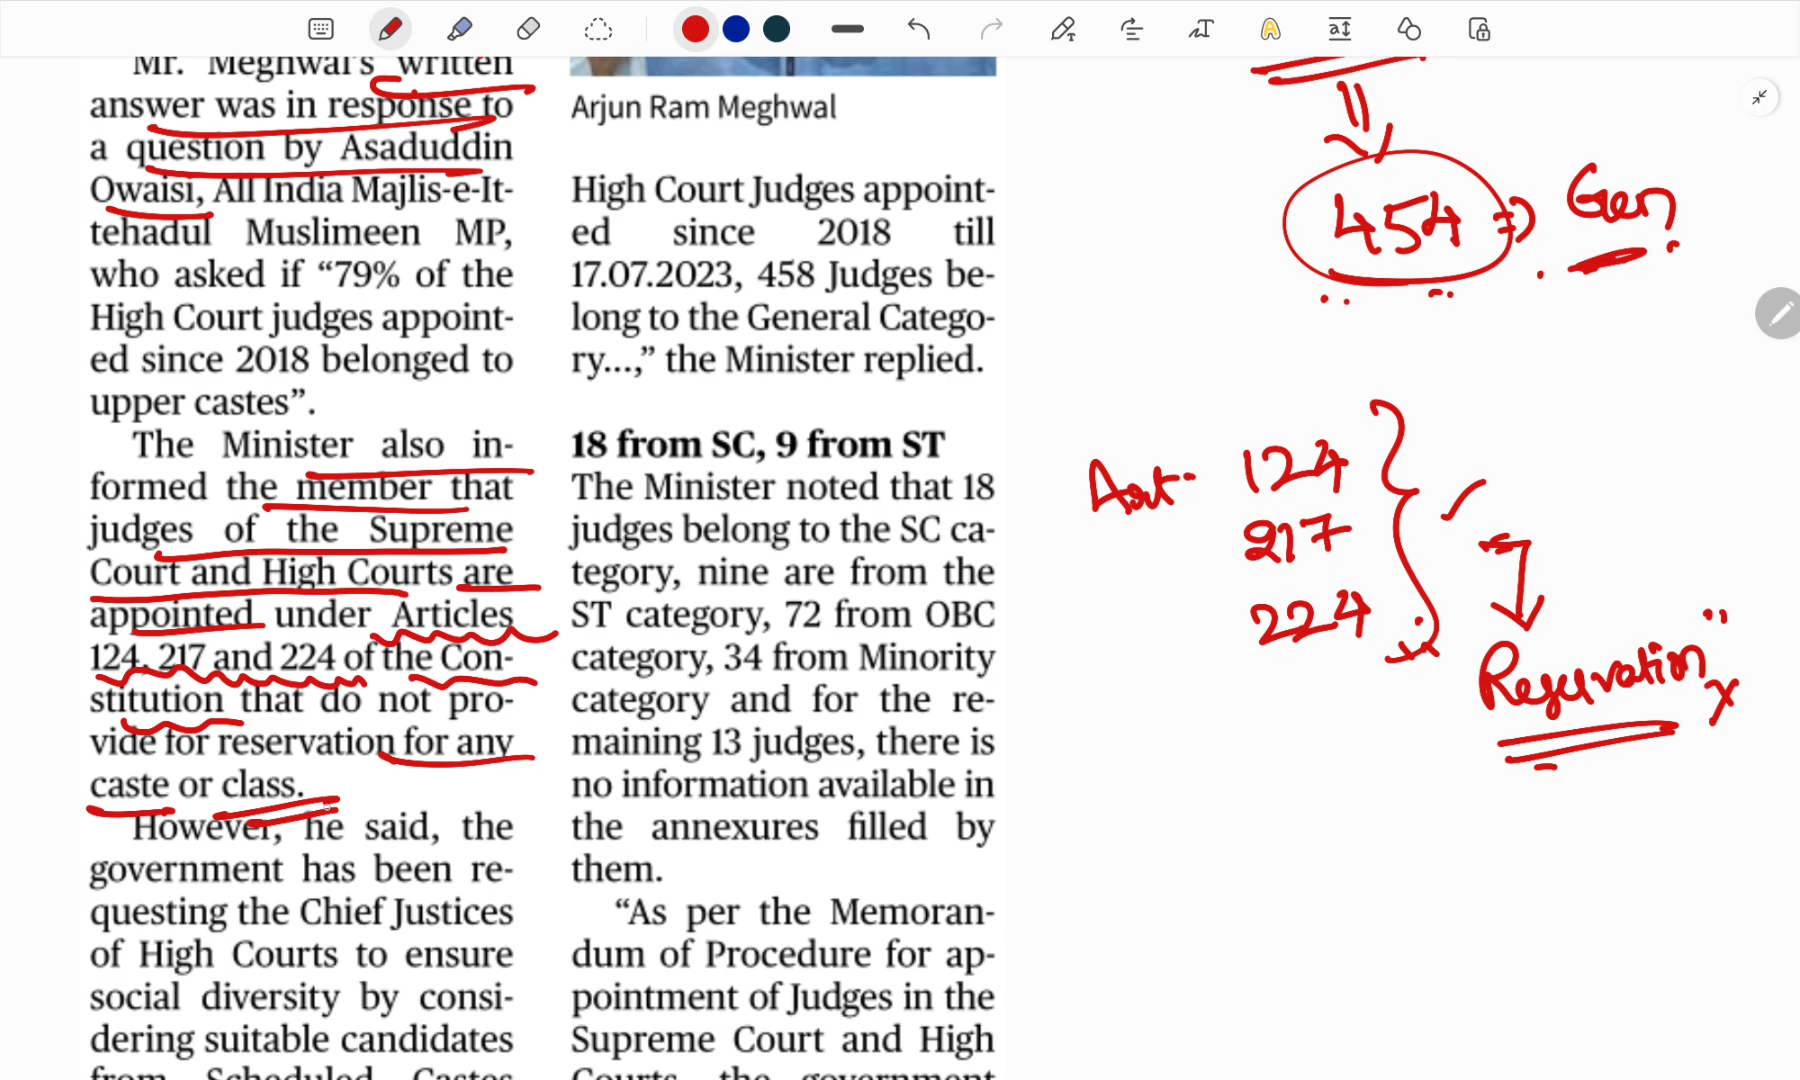 Mr. Meghwal's written
answer was in response to
a question by Asaduddin
Owaisi, All India Majlis-e-It-
tehadul Muslimeen MP,
who asked if “79% of the
High Court judges appoint-
ed since 2018 belonged to
upper castes”.
The Minister also in-
formed the member that
judges of the Supreme
Court and High Courts are
appointed under Articles
124, 217 and 224 of the Con-
stitution that do not pro-
vide for reservation for any
caste or class.
However, he said, the
government has been re-
questing the Chief Justices
of High Courts to ensure
social diversity by consi-
dering suitable candidates
from Scheduled Castes
Arjun Ram Meghwal
High Court Judges appoint-
ed since 2018 till
17.07.2023, 458 Judges be-
long to the General Catego-
ry...,” the Minister replied.
18 from SC, 9 from ST
The Minister noted that 18
judges belong to the SC ca-
tegory, nine are from the
ST category, 72 from OBC
category, 34 from Minority
category and for the re-
maining 13 judges, there is
no information available in
the annexures filled by
them.
“As per the Memoran-
dum of Procedure for ap-
pointment of Judges in the
Supreme Court and High
Courts, the government
454 => Gen
Art 124
217
224
Reservation x